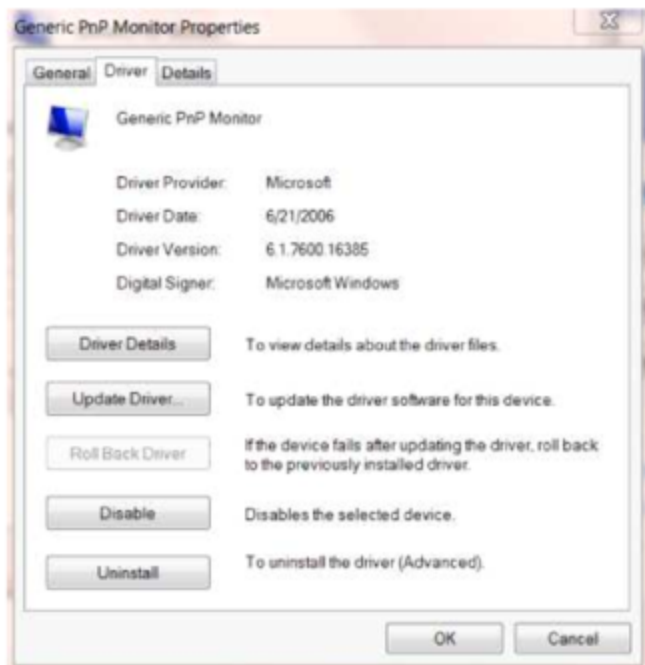 Generic PnP Monitor Properties
General Driver Details
Generic PnP Monitor
Driver Provider: Microsoft
Driver Date: 6/21/2006
Driver Version: 6.1.7600.16385
Digital Signer: Microsoft Windows
Driver Details To view details about the driver files.
Update Driver... To update the driver software for this device.
Roll Back Driver If the device fails after updating the driver, roll back
to the previously installed driver.
Disable Disables the selected device.
Uninstall To uninstall the driver (Advanced).
OK Cancel